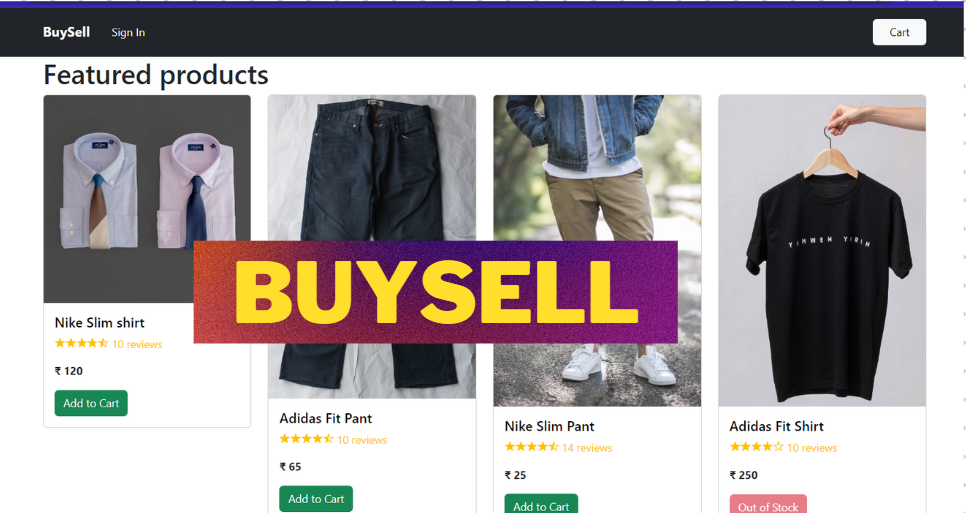 BuySell
Sign In
Cart
Featured products
BUYSELL
Nike Slim shirt
★★★★⯪ 10 reviews
₹ 120
Add to Cart
Adidas Fit Pant
★★★★⯪ 10 reviews
₹ 65
Add to Cart
Nike Slim Pant
★★★★⯪ 14 reviews
₹ 25
Add to Cart
YAHWEH YIRIH
Adidas Fit Shirt
★★★★☆ 10 reviews
₹ 250
Out of Stock